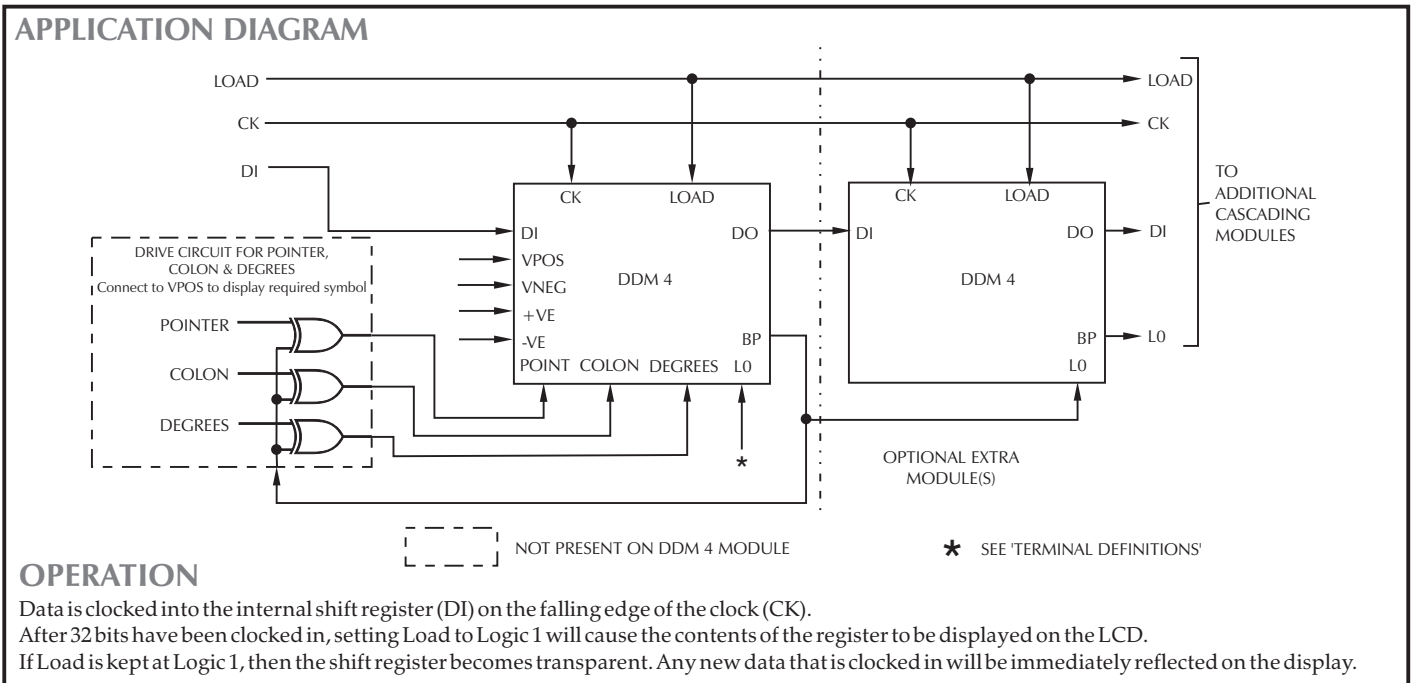 APPLICATION DIAGRAM
LOAD
LOAD
CK
CK
DI
TO
ADDITIONAL
CASCADING
MODULES
CK
LOAD
CK
LOAD
DI
DO
DI
DO
DI
DRIVE CIRCUIT FOR POINTER,
COLON & DEGREES
Connect to VPOS to display required symbol
VPOS
VNEG
DDM 4
DDM 4
+VE
-VE
POINTER
BP
BP
L0
POINT COLON DEGREES L0
L0
COLON
DEGREES
*
OPTIONAL EXTRA
MODULE(S)
NOT PRESENT ON DDM 4 MODULE
* SEE 'TERMINAL DEFINITIONS'
OPERATION
Data is clocked into the internal shift register (DI) on the falling edge of the clock (CK).
After 32 bits have been clocked in, setting Load to Logic 1 will cause the contents of the register to be displayed on the LCD.
If Load is kept at Logic 1, then the shift register becomes transparent. Any new data that is clocked in will be immediately reflected on the display.